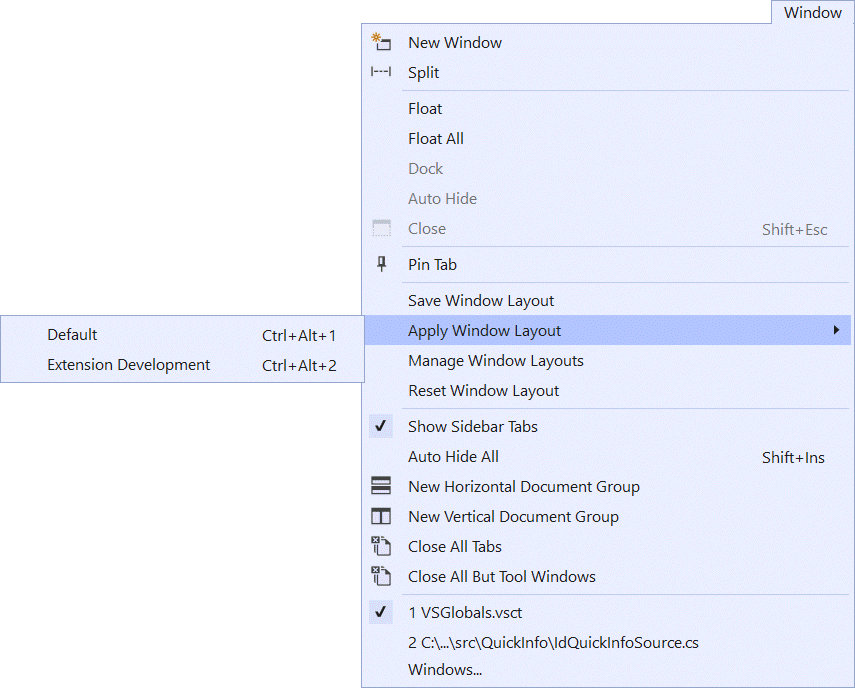 Window
New Window
Split
Float
Float All
Dock
Auto Hide
Close Shift+Esc
Pin Tab
Save Window Layout
Apply Window Layout
Default Ctrl+Alt+1
Extension Development Ctrl+Alt+2
Manage Window Layouts
Reset Window Layout
Show Sidebar Tabs
Auto Hide All Shift+Ins
New Horizontal Document Group
New Vertical Document Group
Close All Tabs
Close All But Tool Windows
1 VSGlobals.vsct
2 C:\...\src\QuickInfo\IdQuickInfoSource.cs
Windows...